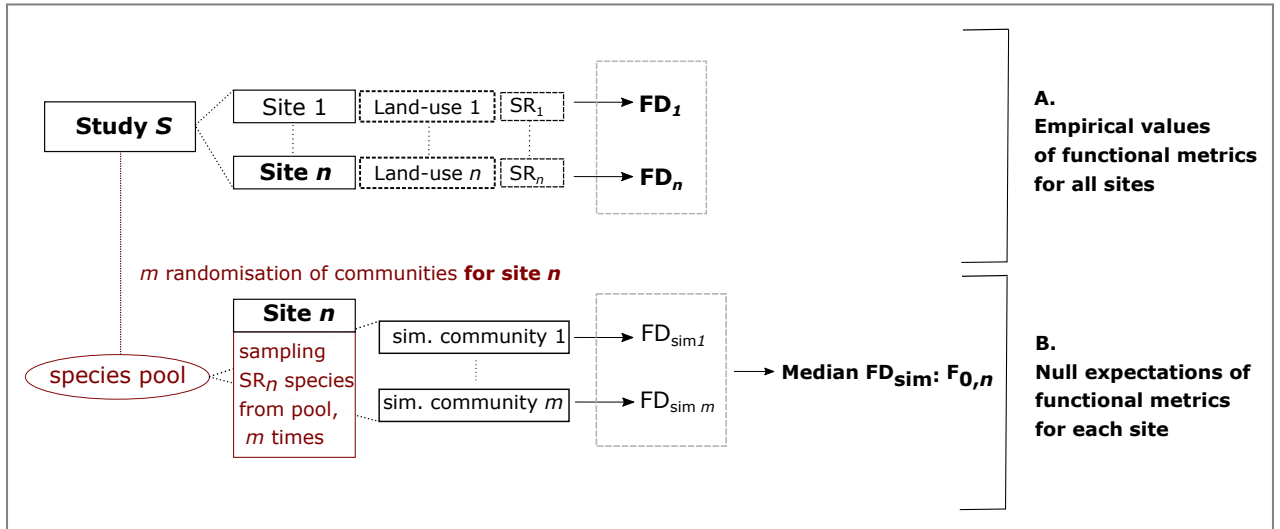 Study S
Site 1
Land-use 1
SR1
FD1
Site n
Land-use n
SRn
FDn
A.
Empirical values
of functional metrics
for all sites
m randomisation of communities for site n
species pool
Site n
sampling
SRn species
from pool,
m times
sim. community 1
FDsim1
sim. community m
FDsim m
Median FDsim: F0,n
B.
Null expectations of
functional metrics
for each site